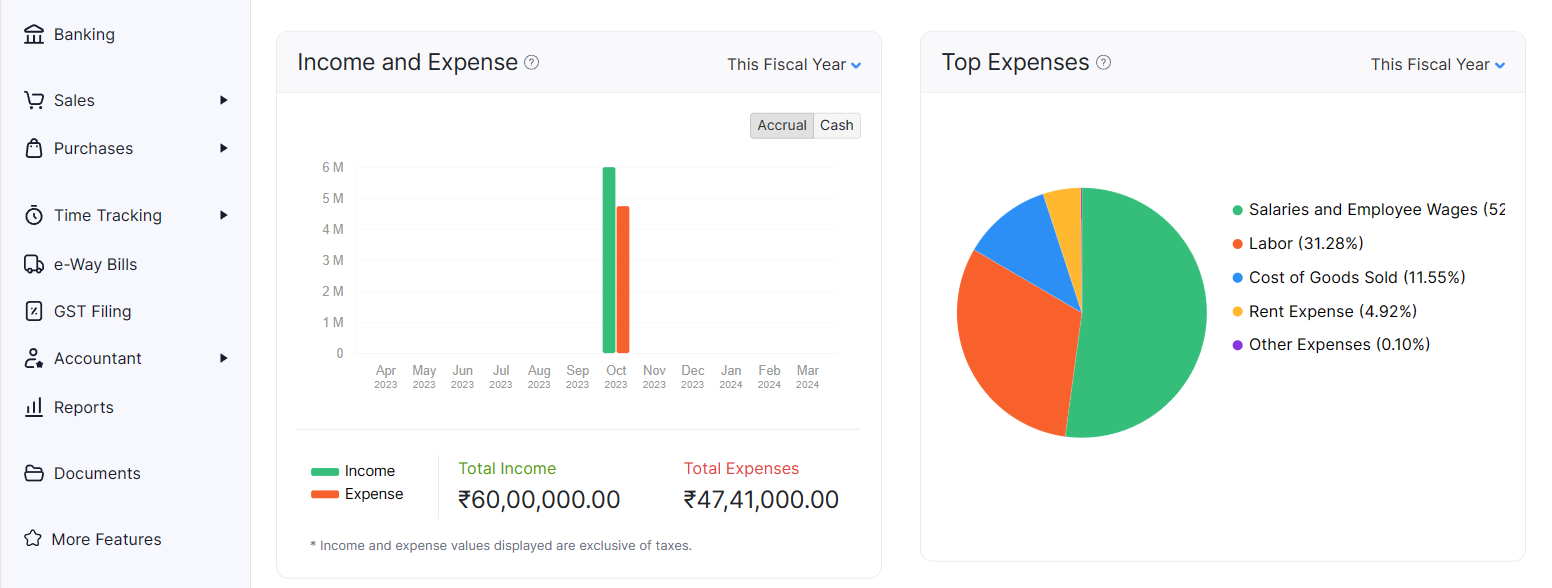 Banking
Sales
Purchases
Time Tracking
e-Way Bills
GST Filing
Accountant
Reports
Documents
More Features
Income and Expense ?
This Fiscal Year
Accrual Cash
6 M
5 M
4 M
3 M
2 M
1 M
0
Apr May Jun Jul Aug Sep Oct Nov Dec Jan Feb Mar
2023 2023 2023 2023 2023 2023 2023 2023 2023 2024 2024 2024
Income
Expense
Total Income
₹60,00,000.00
Total Expenses
₹47,41,000.00
* Income and expense values displayed are exclusive of taxes.
Top Expenses ?
This Fiscal Year
Salaries and Employee Wages (52
Labor (31.28%)
Cost of Goods Sold (11.55%)
Rent Expense (4.92%)
Other Expenses (0.10%)